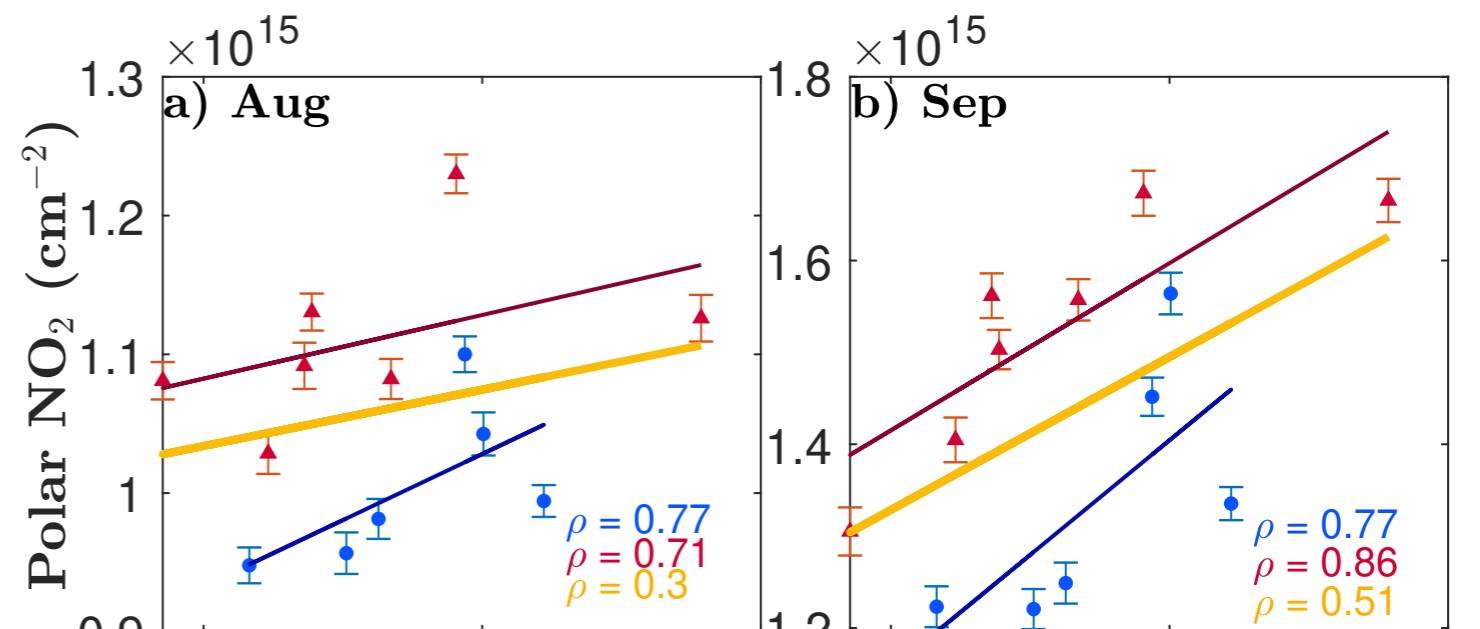 ×10^15
1.3
a) Aug
1.2
1.1
1
Polar NO₂ (cm⁻²)
ρ = 0.77
ρ = 0.71
ρ = 0.3
×10^15
1.8
b) Sep
1.6
1.4
ρ = 0.77
ρ = 0.86
ρ = 0.51